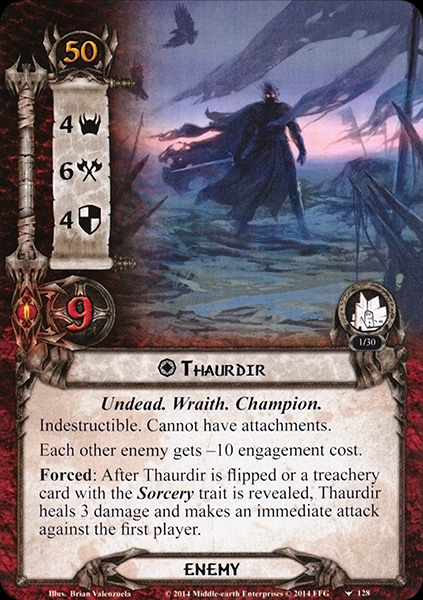 50
4
6
4
9
1/30
Thaurdir
Undead. Wraith. Champion.
Indestructible. Cannot have attachments.
Each other enemy gets –10 engagement cost.
Forced: After Thaurdir is flipped or a treachery
card with the Sorcery trait is revealed, Thaurdir
heals 3 damage and makes an immediate attack
against the first player.
ENEMY
Illus. Brian Valenzuela © 2014 Middle-earth Enterprises © 2014 FFG 128